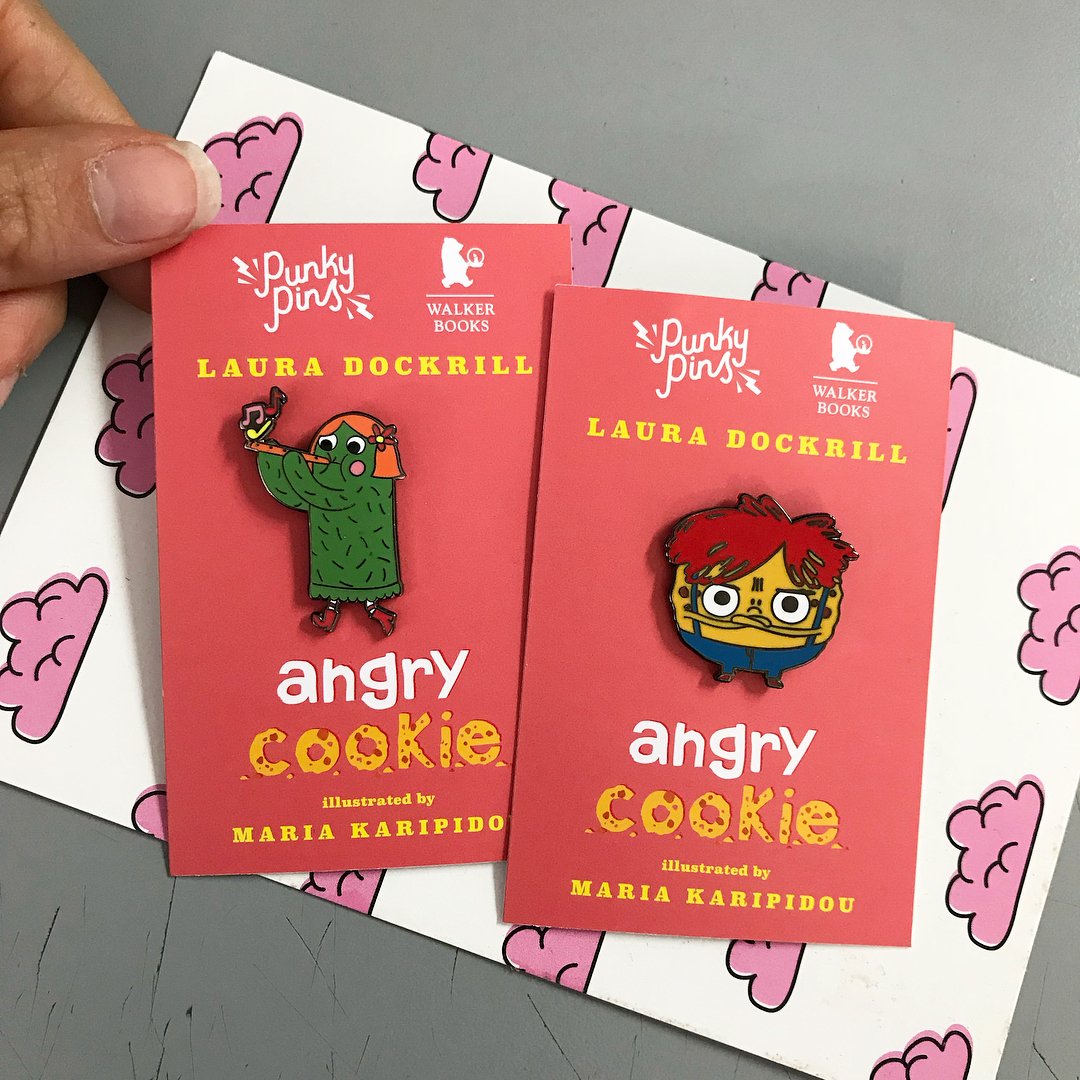 Punky
Pins
WALKER
BOOKS
LAURA DOCKRILL
angry
cookie
illustrated by
MARIA KARIPIDO
Punky
Pins
WALKER
BOOKS
LAURA DOCKRILL
angry
cookie
illustrated by
MARIA KARIPIDOU